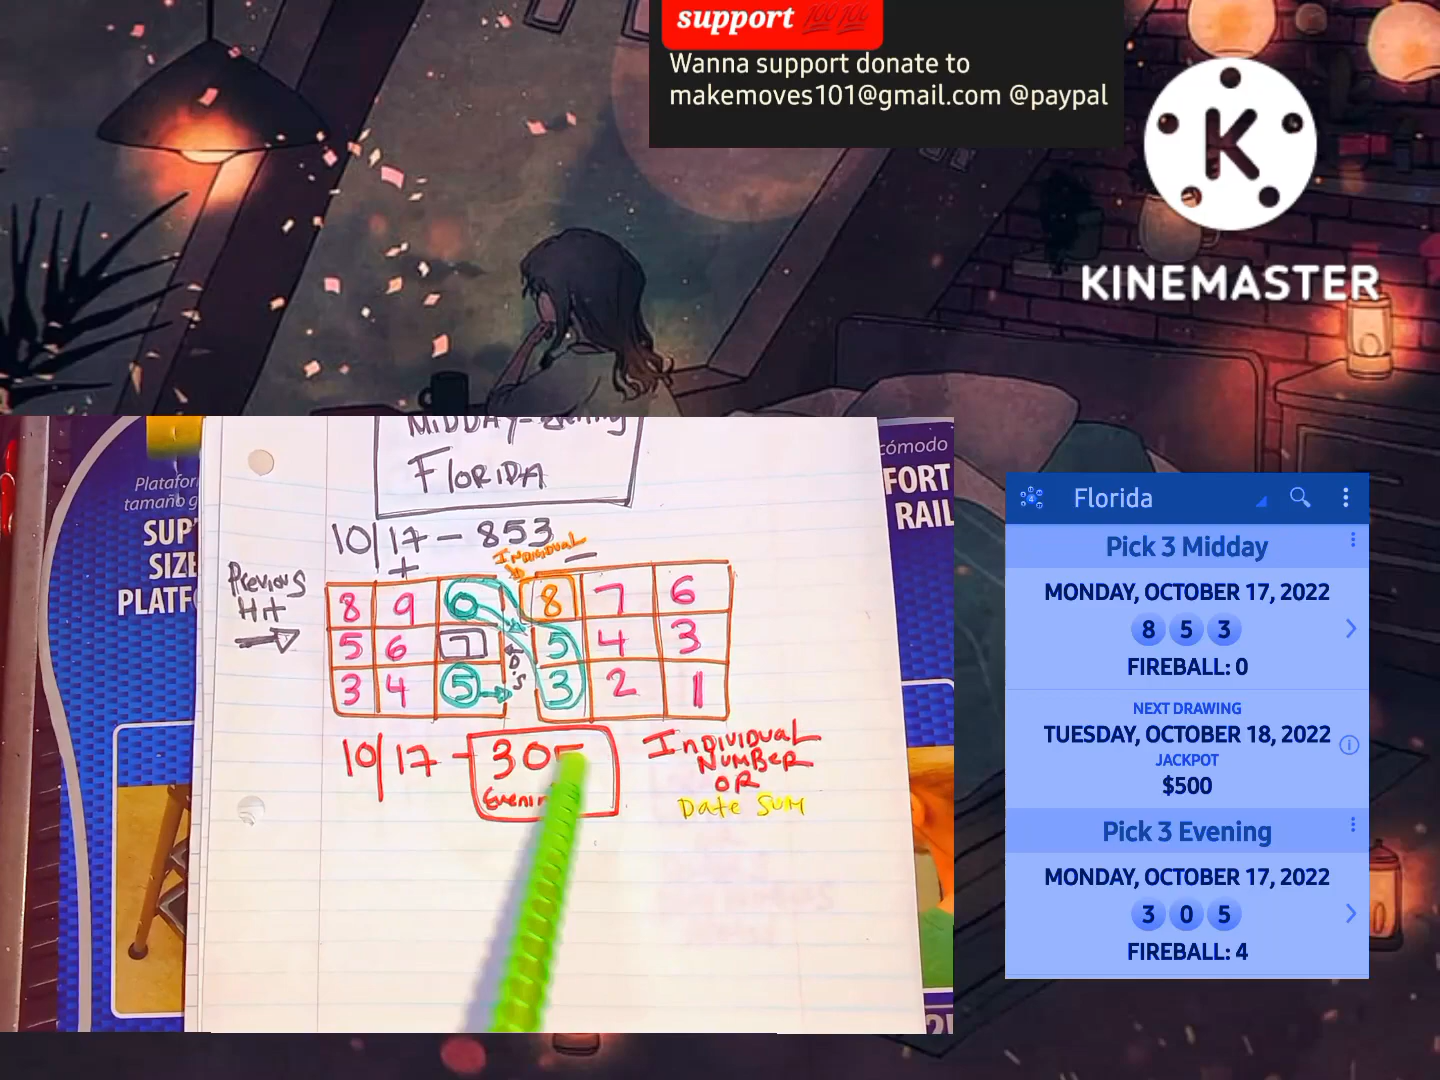 support 💯💯
Wanna support donate to
makemoves101@gmail.com @paypal
K
KINEMASTER
MIDDAY-Evening
FLORIDA
10/17 - 853
INDIVIDUAL
+
-
Previous
Hit
8 9 0 8 7 6
5 6 7 5 4 3
3 4 5 3 2 1
D'S
10/17 - 305
INDIVIDUAL
NUMBER
OR
Date SUM
Platafor
tamaño g
SUP
SIZE
PLATF
cómodo
FORT
RAIL
Florida
Pick 3 Midday
MONDAY, OCTOBER 17, 2022
8 5 3
FIREBALL: 0
NEXT DRAWING
TUESDAY, OCTOBER 18, 2022
JACKPOT
$500
Pick 3 Evening
MONDAY, OCTOBER 17, 2022
3 0 5
FIREBALL: 4